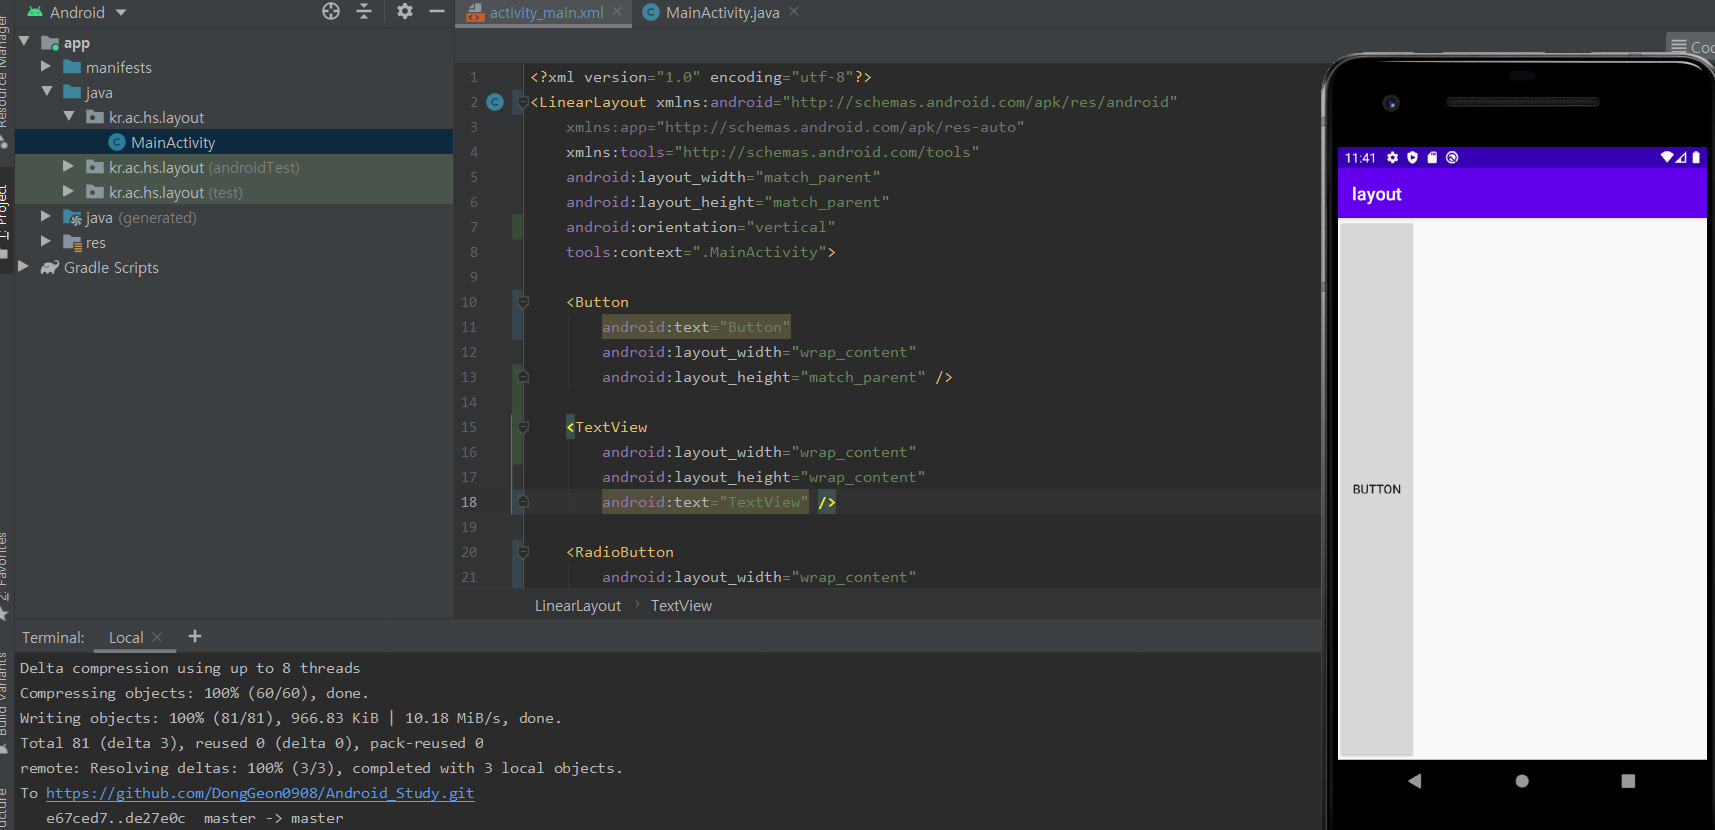 Android
activity_main.xml
MainActivity.java
Resource Manager
app
manifests
java
kr.ac.hs.layout
MainActivity
kr.ac.hs.layout (androidTest)
kr.ac.hs.layout (test)
java (generated)
res
Gradle Scripts
1: Project
2: Favorites
Build Variants
1 <?xml version="1.0" encoding="utf-8"?>
2 <LinearLayout xmlns:android="http://schemas.android.com/apk/res/android"
3 xmlns:app="http://schemas.android.com/apk/res-auto"
4 xmlns:tools="http://schemas.android.com/tools"
5 android:layout_width="match_parent"
6 android:layout_height="match_parent"
7 android:orientation="vertical"
8 tools:context=".MainActivity">
9
10 <Button
11 android:text="Button"
12 android:layout_width="wrap_content"
13 android:layout_height="match_parent" />
14
15 <TextView
16 android:layout_width="wrap_content"
17 android:layout_height="wrap_content"
18 android:text="TextView" />
19
20 <RadioButton
21 android:layout_width="wrap_content"
LinearLayout › TextView
11:41
layout
BUTTON
Terminal: Local +
Delta compression using up to 8 threads
Compressing objects: 100% (60/60), done.
Writing objects: 100% (81/81), 966.83 KiB | 10.18 MiB/s, done.
Total 81 (delta 3), reused 0 (delta 0), pack-reused 0
remote: Resolving deltas: 100% (3/3), completed with 3 local objects.
To https://github.com/DongGeon0908/Android_Study.git
e67ced7..de27e0c master -> master